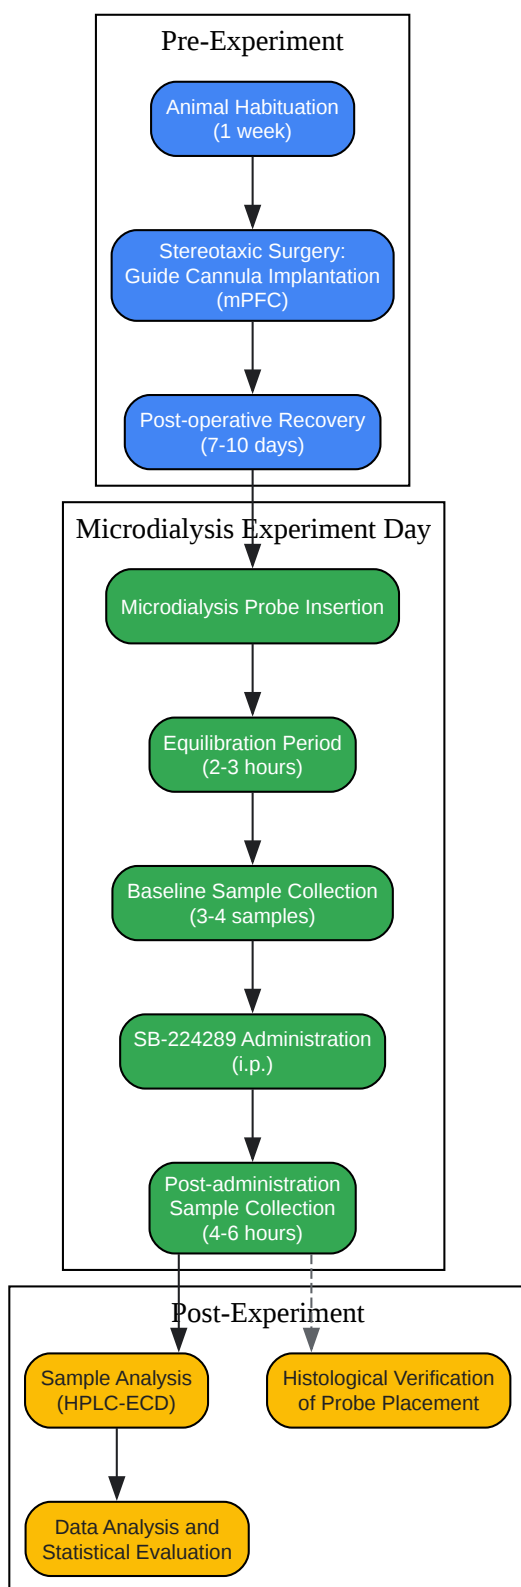 Pre-Experiment
Animal Habituation
(1 week)
Stereotaxic Surgery:
Guide Cannula Implantation
(mPFC)
Post-operative Recovery
(7-10 days)
Microdialysis Experiment Day
Microdialysis Probe Insertion
Equilibration Period
(2-3 hours)
Baseline Sample Collection
(3-4 samples)
SB-224289 Administration
(i.p.)
Post-administration
Sample Collection
(4-6 hours)
Post-Experiment
Sample Analysis
(HPLC-ECD)
Histological Verification
of Probe Placement
Data Analysis and
Statistical Evaluation